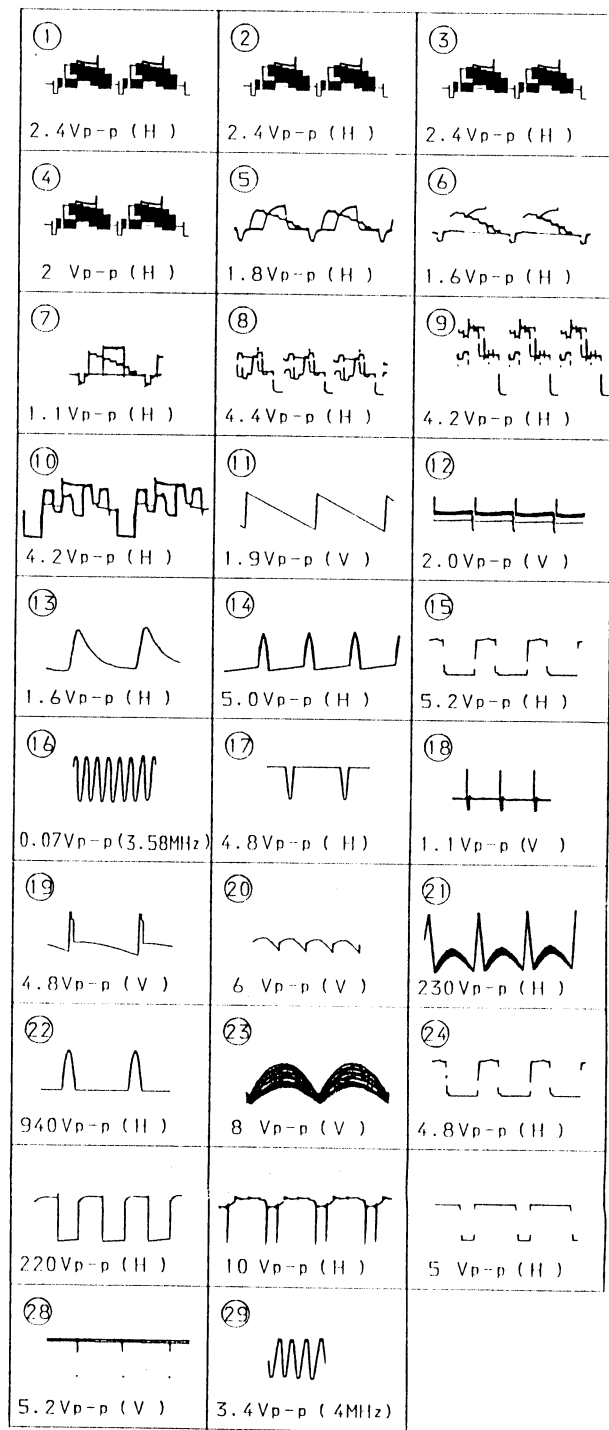 ①
2.4Vp-p (H)
②
2.4Vp-p (H)
③
2.4Vp-p (H)
④
2 Vp-p (H)
⑤
1.8Vp-p (H)
⑥
1.6Vp-p (H)
⑦
1.1Vp-p (H)
⑧
4.4Vp-p (H)
⑨
4.2Vp-p (H)
⑩
4.2Vp-p (H)
⑪
1.9Vp-p (V)
⑫
2.0Vp-p (V)
⑬
1.6Vp-p (H)
⑭
5.0Vp-p (H)
⑮
5.2Vp-p (H)
⑯
0.07Vp-p(3.58MHz)
⑰
4.8Vp-p (H)
⑱
1.1Vp-p (V)
⑲
4.8Vp-p (V)
⑳
6 Vp-p (V)
㉑
230Vp-p (H)
㉒
940Vp-p (H)
㉓
8 Vp-p (V)
㉔
4.8Vp-p (H)
220Vp-p (H)
10 Vp-p (H)
5 Vp-p (H)
㉘
5.2Vp-p (V)
㉙
3.4Vp-p (4MHz)